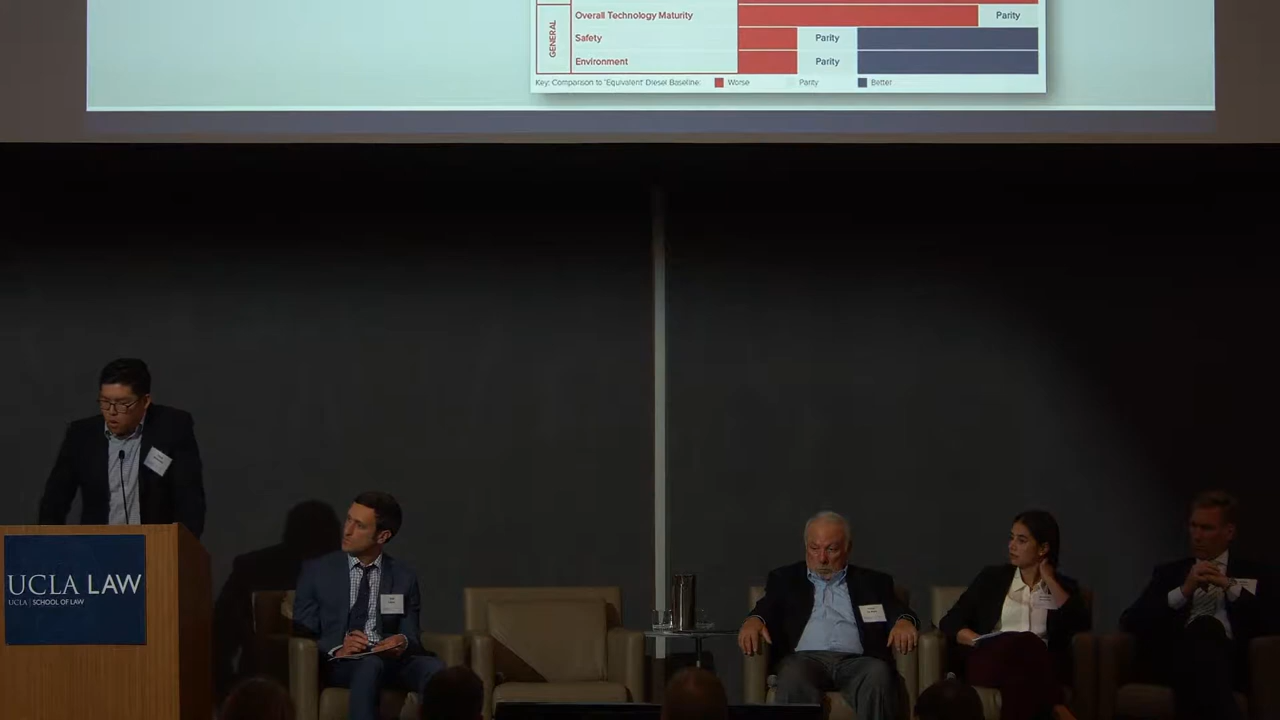 Overall Technology Maturity
Parity
GENERAL
Safety
Parity
Environment
Parity
Key: Comparison to 'Equivalent' Diesel Baseline: Worse Parity Better
UCLA LAW
UCLA | SCHOOL OF LAW